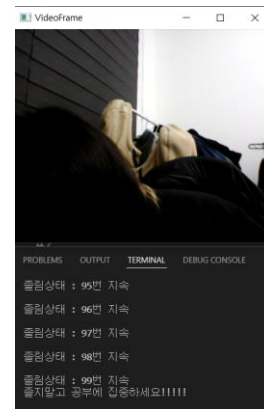 VideoFrame
PROBLEMS OUTPUT TERMINAL DEBUG CONSOLE
졸림상태 : 95번 지속
졸림상태 : 96번 지속
졸림상태 : 97번 지속
졸림상태 : 98번 지속
졸림상태 : 99번 지속
졸지말고 공부에 집중하세요!!!!!